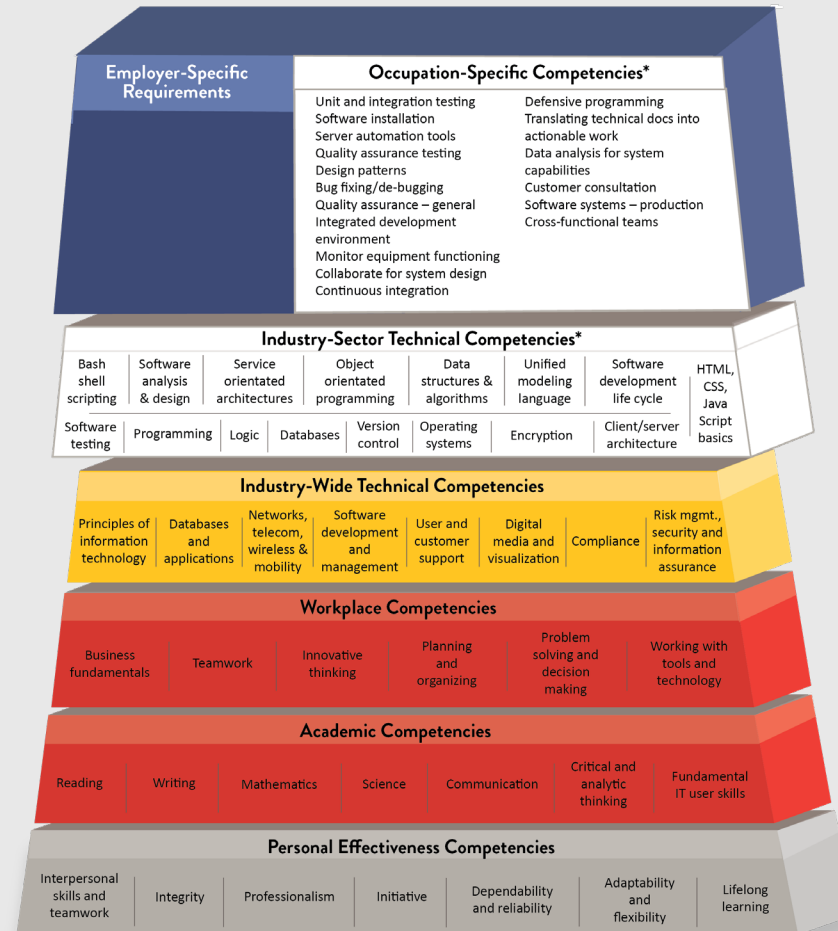 Employer-Specific
Requirements
Occupation-Specific Competencies*
Unit and integration testing
Software installation
Server automation tools
Quality assurance testing
Design patterns
Bug fixing/de-bugging
Quality assurance – general
Integrated development
environment
Monitor equipment functioning
Collaborate for system design
Continuous integration
Defensive programming
Translating technical docs into
actionable work
Data analysis for system
capabilities
Customer consultation
Software systems – production
Cross-functional teams
Industry-Sector Technical Competencies*
Bash
shell
scripting
Software
analysis
& design
Service
orientated
architectures
Object
orientated
programming
Data
structures &
algorithms
Unified
modeling
language
Software
development
life cycle
HTML,
CSS,
Java
Script
basics
Software
testing
Programming
Logic
Databases
Version
control
Operating
systems
Encryption
Client/server
architecture
Industry-Wide Technical Competencies
Principles of
information
technology
Databases
and
applications
Networks,
telecom,
wireless &
mobility
Software
development
and
management
User and
customer
support
Digital
media and
visualization
Compliance
Risk mgmt.,
security and
information
assurance
Workplace Competencies
Business
fundamentals
Teamwork
Innovative
thinking
Planning
and
organizing
Problem
solving and
decision
making
Working with
tools and
technology
Academic Competencies
Reading
Writing
Mathematics
Science
Communication
Critical and
analytic
thinking
Fundamental
IT user skills
Personal Effectiveness Competencies
Interpersonal
skills and
teamwork
Integrity
Professionalism
Initiative
Dependability
and reliability
Adaptability
and
flexibility
Lifelong
learning